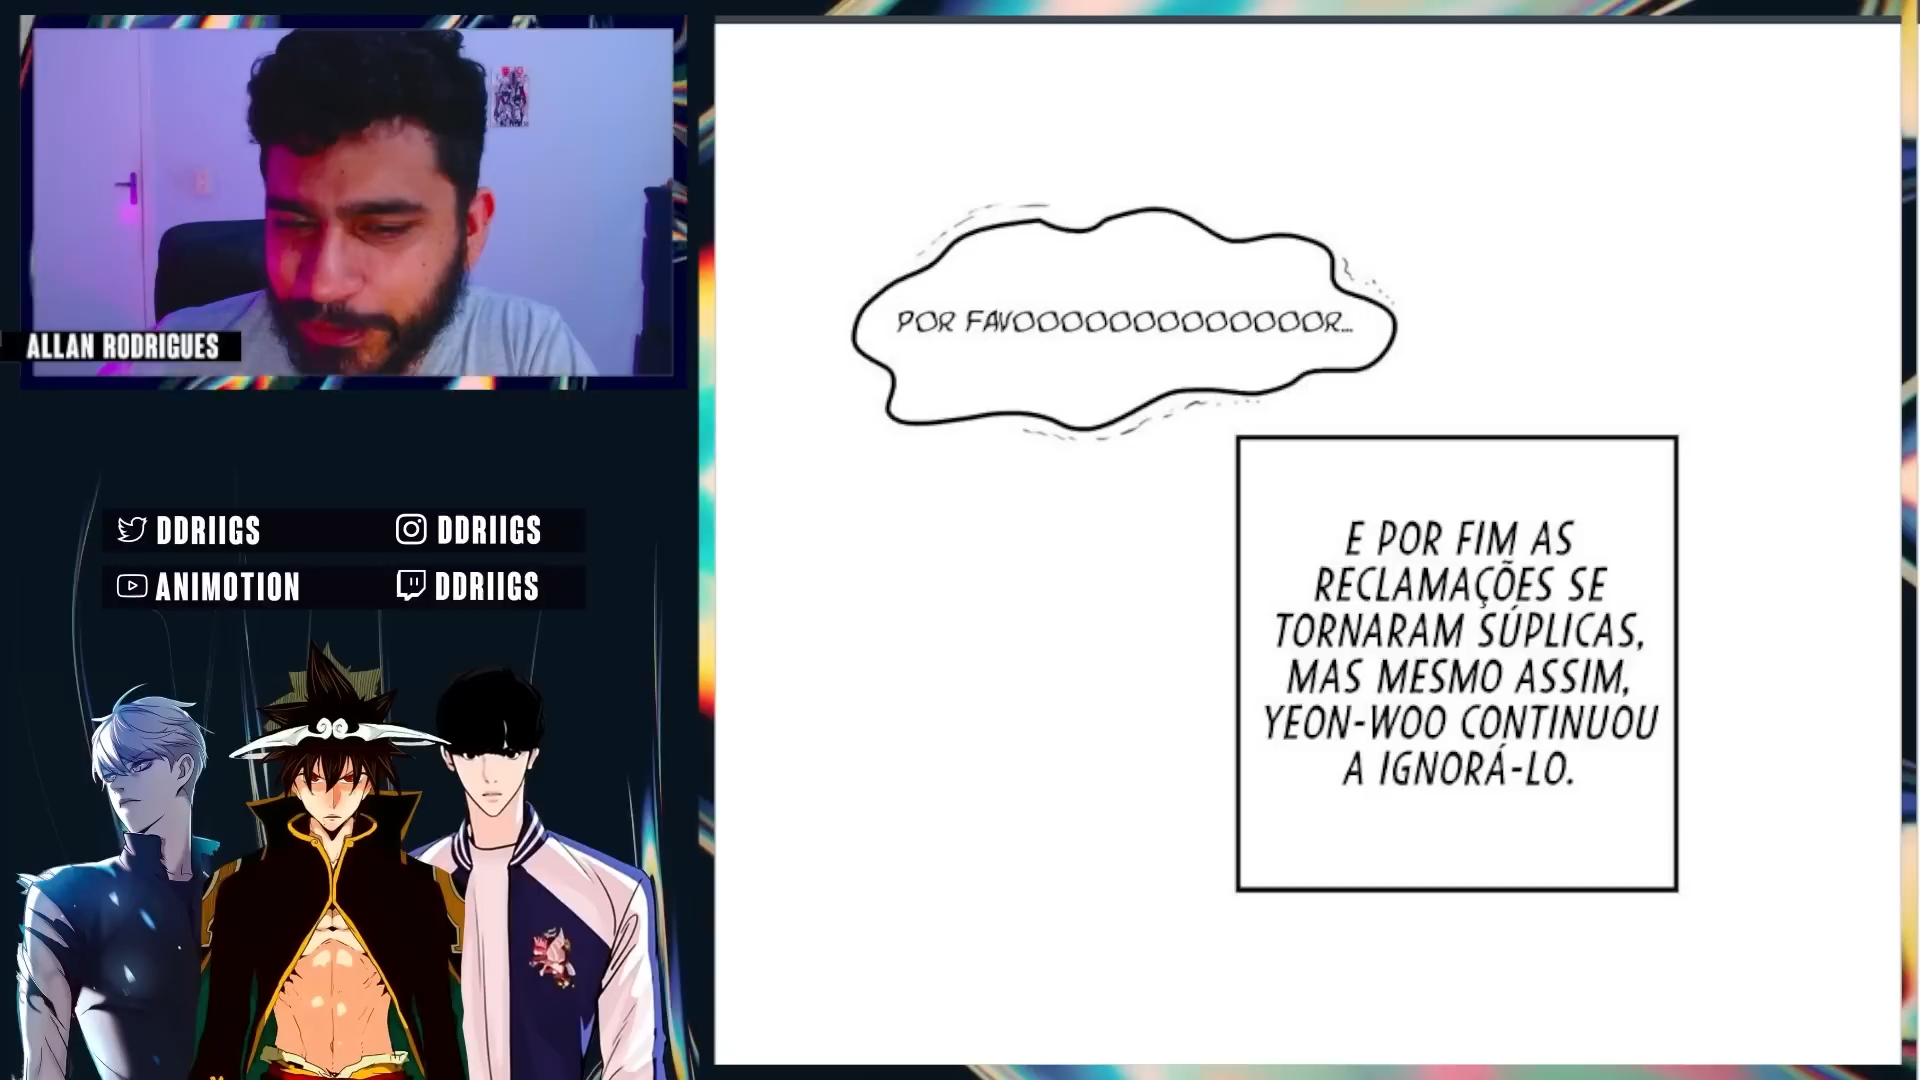 ALLAN RODRIGUES
DDRIIGS
DDRIIGS
ANIMOTION
DDRIIGS
POR FAVOOOOOOOOOOOOOOR...
E POR FIM AS
RECLAMAÇÕES SE
TORNARAM SÚPLICAS,
MAS MESMO ASSIM,
YEON-WOO CONTINUOU
A IGNORÁ-LO.